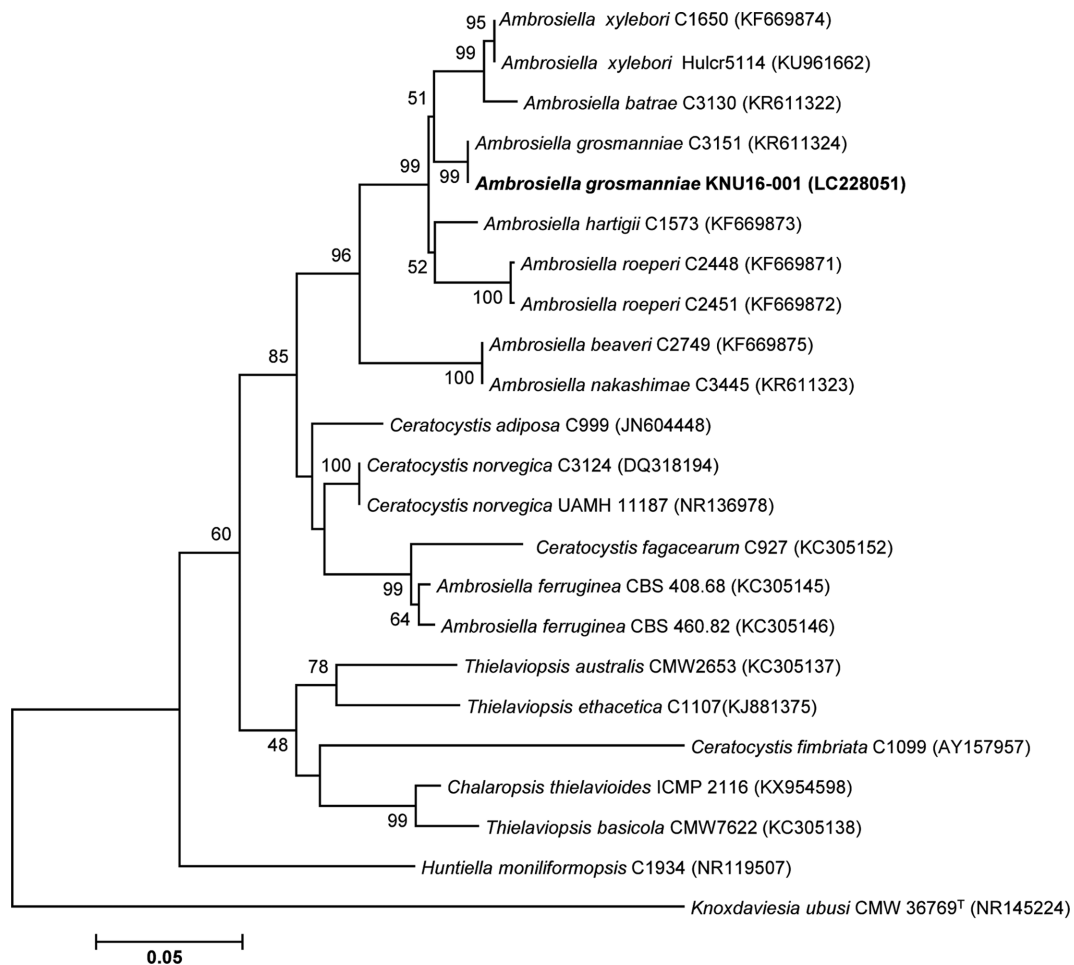 95
Ambrosiella xylebori C1650 (KF669874)
99
Ambrosiella xylebori Hulcr5114 (KU961662)
51
Ambrosiella batrae C3130 (KR611322)
Ambrosiella grosmanniae C3151 (KR611324)
99
99
Ambrosiella grosmanniae KNU16-001 (LC228051)
Ambrosiella hartigii C1573 (KF669873)
96
52
Ambrosiella roeperi C2448 (KF669871)
100
Ambrosiella roeperi C2451 (KF669872)
Ambrosiella beaveri C2749 (KF669875)
85
100
Ambrosiella nakashimae C3445 (KR611323)
Ceratocystis adiposa C999 (JN604448)
100
Ceratocystis norvegica C3124 (DQ318194)
Ceratocystis norvegica UAMH 11187 (NR136978)
60
Ceratocystis fagacearum C927 (KC305152)
99
Ambrosiella ferruginea CBS 408.68 (KC305145)
64
Ambrosiella ferruginea CBS 460.82 (KC305146)
78
Thielaviopsis australis CMW2653 (KC305137)
Thielaviopsis ethacetica C1107(KJ881375)
48
Ceratocystis fimbriata C1099 (AY157957)
Chalaropsis thielavioides ICMP 2116 (KX954598)
99
Thielaviopsis basicola CMW7622 (KC305138)
Huntiella moniliformopsis C1934 (NR119507)
Knoxdaviesia ubusi CMW 36769ᵀ (NR145224)
0.05